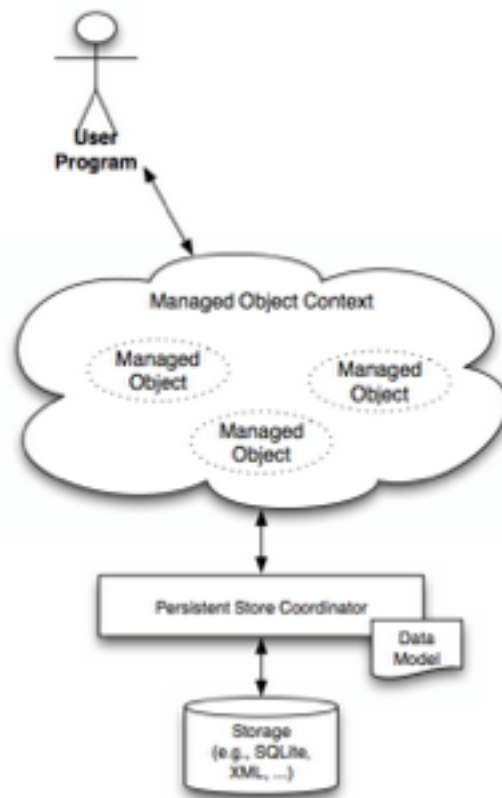 User
Program
Managed Object Context
Managed
Object
Managed
Object
Managed
Object
Persistent Store Coordinator
Data
Model
Storage
(e.g., SQLite,
XML, ...)